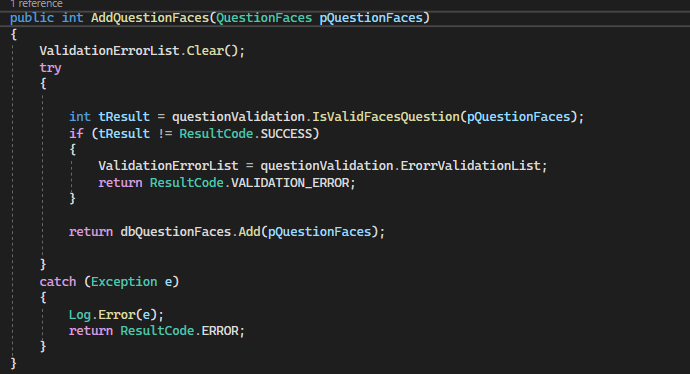 1 reference
public int AddQuestionFaces(QuestionFaces pQuestionFaces)
{
ValidationErrorList.Clear();
try
{
int tResult = questionValidation.IsValidFacesQuestion(pQuestionFaces);
if (tResult != ResultCode.SUCCESS)
{
ValidationErrorList = questionValidation.ErorrValidationList;
return ResultCode.VALIDATION_ERROR;
}
return dbQuestionFaces.Add(pQuestionFaces);
}
catch (Exception e)
{
Log.Error(e);
return ResultCode.ERROR;
}
}